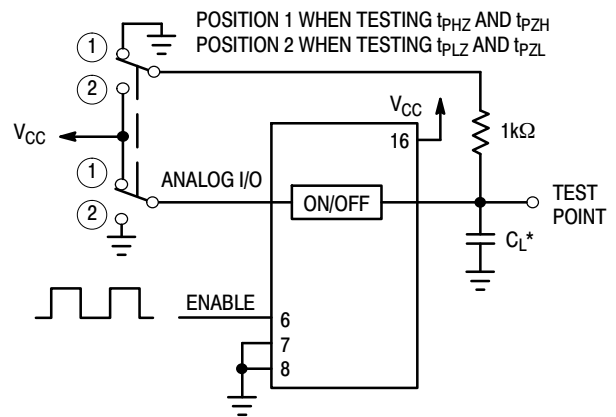 POSITION 1 WHEN TESTING tPHZ AND tPZH
POSITION 2 WHEN TESTING tPLZ AND tPZL
1
2
VCC
VCC
16
1kΩ
1
ANALOG I/O
ON/OFF
TEST
POINT
2
CL*
ENABLE
6
7
8